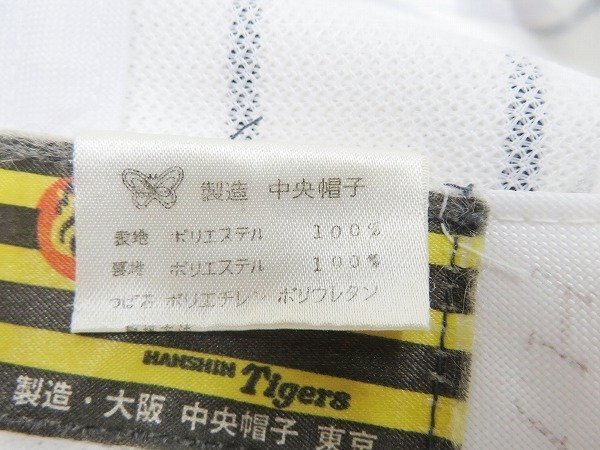 製造 中央帽子
表地 ポリエステル 100%
裏地 ポリエステル 100%
つば芯 ポリエチレン ポリウレタン
HANSHIN Tigers
製造・大阪 中央帽子 東京